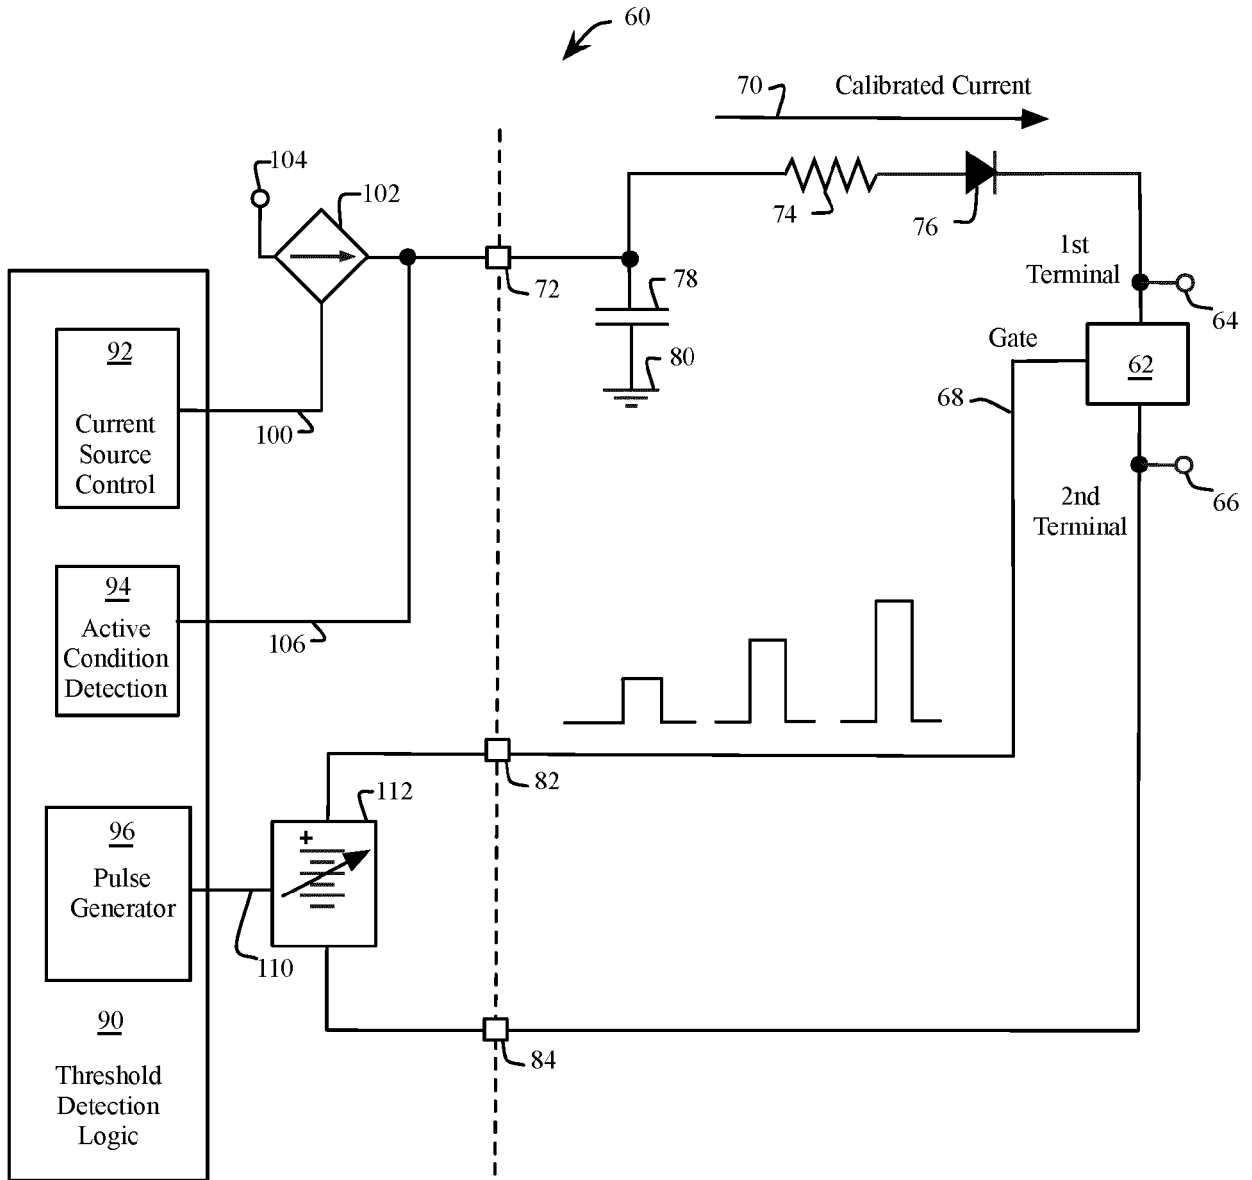 60
70
Calibrated Current
104
102
74
76
1st
Terminal
72
78
64
92
Current
Source
Control
80
Gate
62
100
68
2nd
Terminal
66
94
Active
Condition
Detection
106
82
112
+
96
Pulse
Generator
110
84
90
Threshold
Detection
Logic